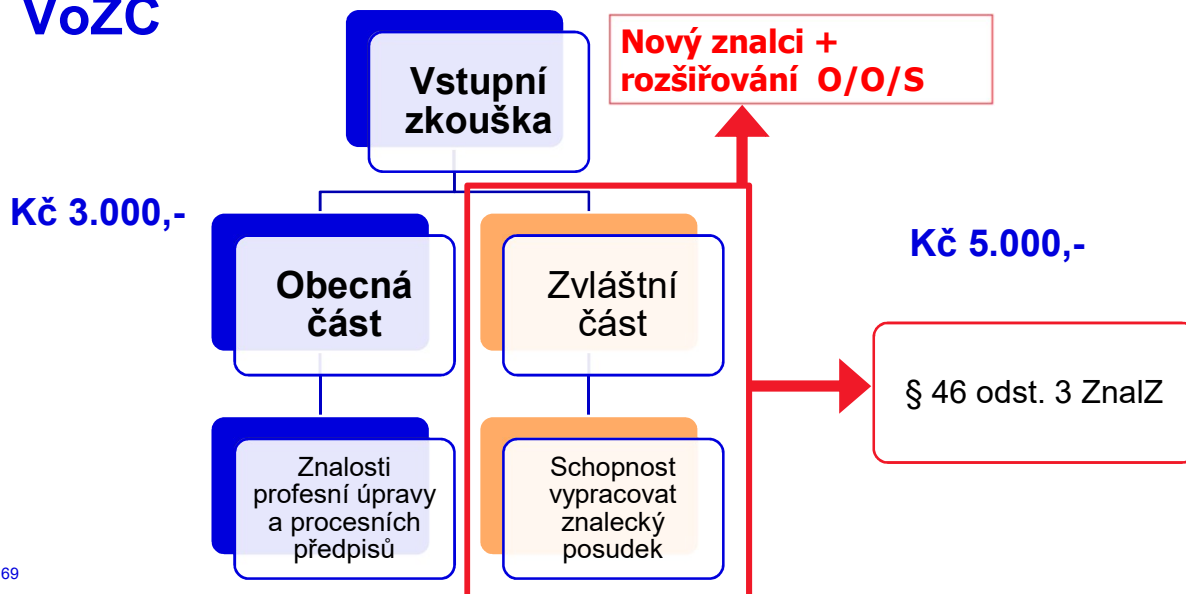 VoZC
Nový znalci +
rozšiřování O/O/S
Vstupní
zkouška
Kč 3.000,-
Kč 5.000,-
Obecná
část
Zvláštní
část
§ 46 odst. 3 ZnalZ
Znalosti
profesní úpravy
a procesních
předpisů
Schopnost
vypracovat
znalecký
posudek
69